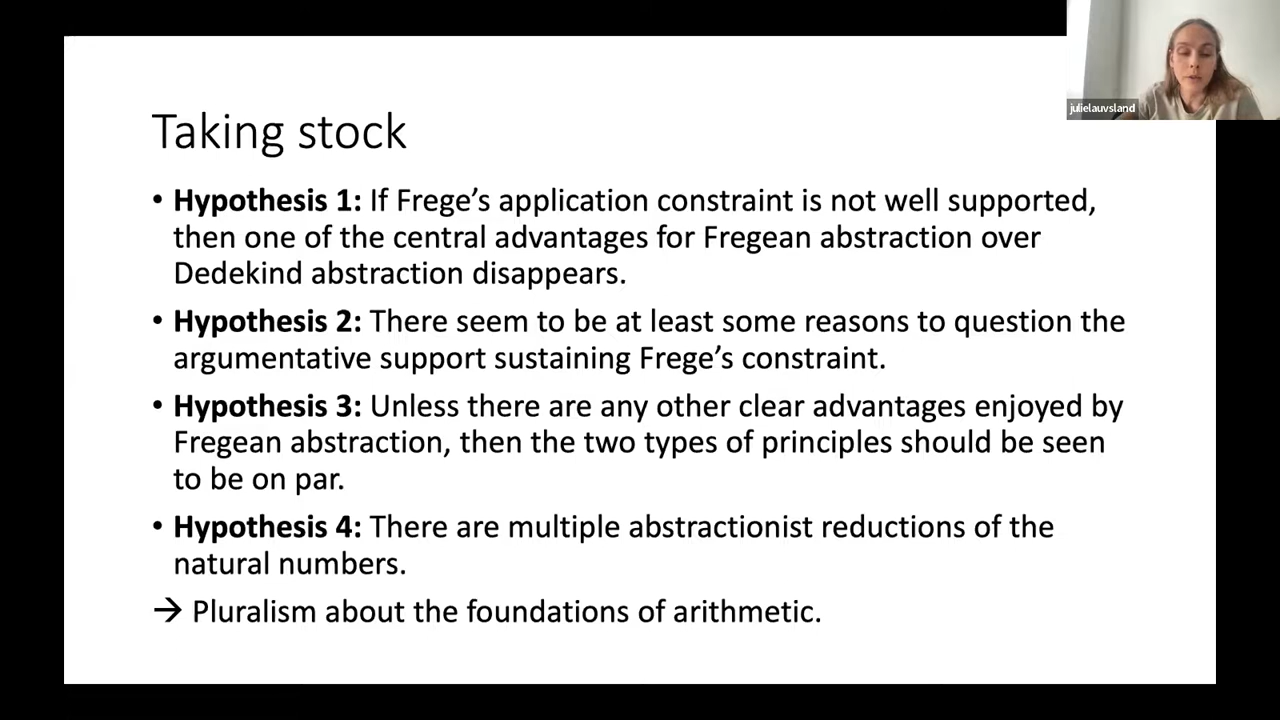 julielauvsland
Taking stock
• Hypothesis 1: If Frege’s application constraint is not well supported,
then one of the central advantages for Fregean abstraction over
Dedekind abstraction disappears.
• Hypothesis 2: There seem to be at least some reasons to question the
argumentative support sustaining Frege’s constraint.
• Hypothesis 3: Unless there are any other clear advantages enjoyed by
Fregean abstraction, then the two types of principles should be seen
to be on par.
• Hypothesis 4: There are multiple abstractionist reductions of the
natural numbers.
→ Pluralism about the foundations of arithmetic.